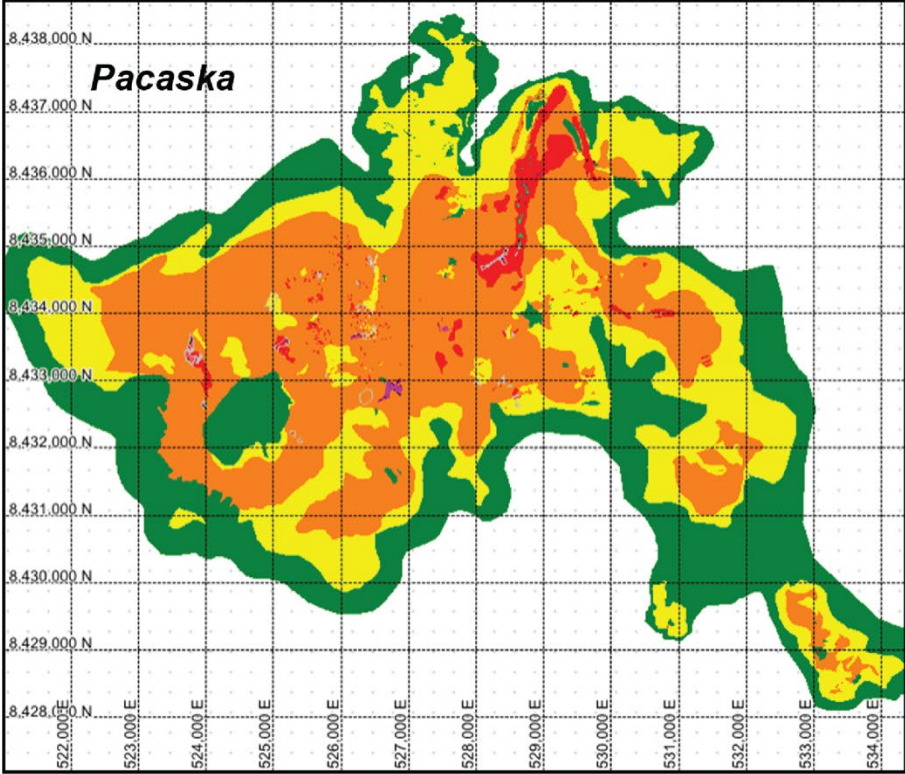 8,438,000 N
Pacaska
8,437,000 N
8,436,000 N
8,435,000 N
8,434,000 N
8,433,000 N
8,432,000 N
8,431,000 N
8,430,000 N
8,429,000 N
8,428,000 N
522,000 E
523,000 E
524,000 E
525,000 E
526,000 E
527,000 E
528,000 E
529,000 E
530,000 E
531,000 E
532,000 E
533,000 E
534,000 E